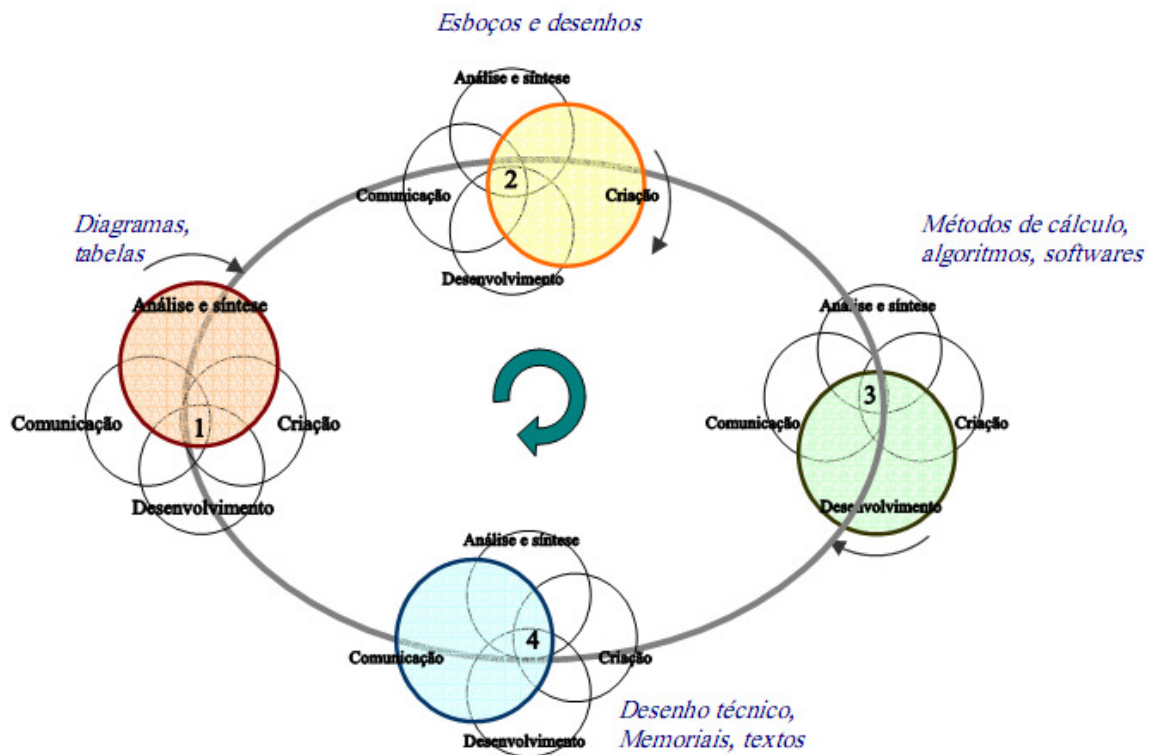 Esboços e desenhos
Análise e síntese
2
Comunicação
Criação
Desenvolvimento
Diagramas,
tabelas
Análise e síntese
Comunicação
1
Criação
Desenvolvimento
Métodos de cálculo,
algoritmos, softwares
Análise e síntese
3
Comunicação
Criação
Desenvolvimento
Análise e síntese
4
Comunicação
Criação
Desenvolvimento
Desenho técnico,
Memoriais, textos